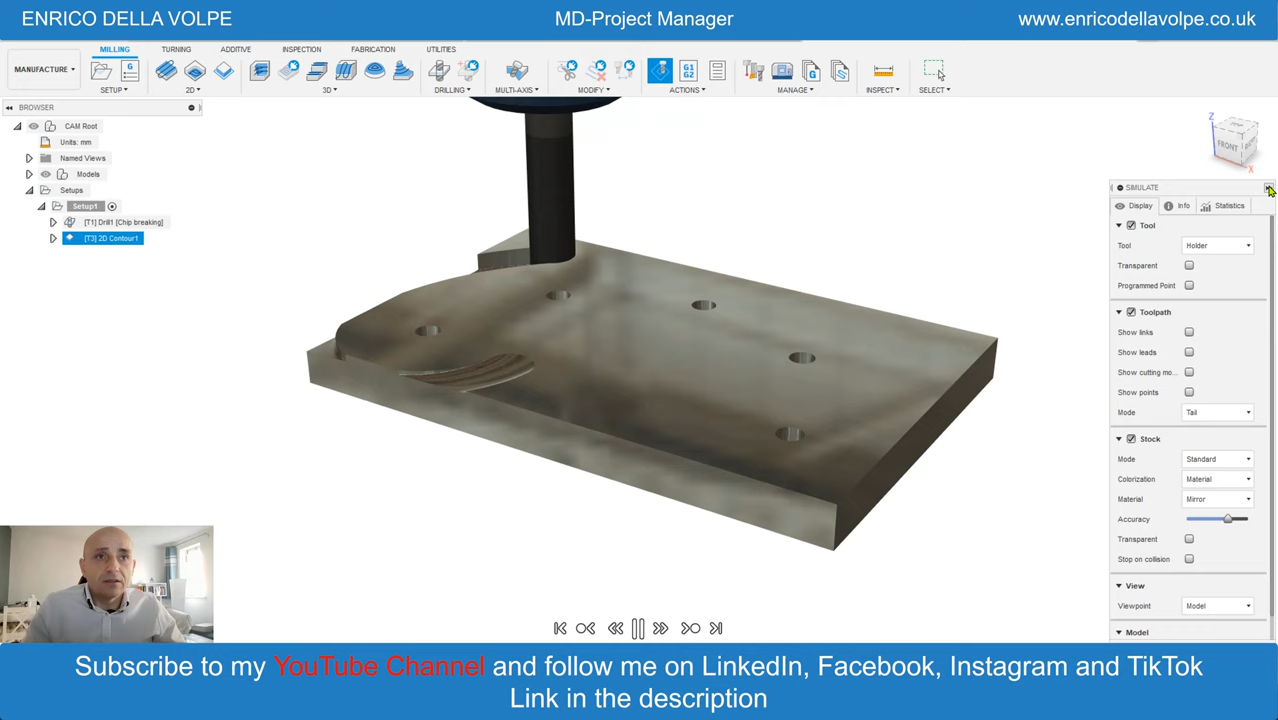 ENRICO DELLA VOLPE
MD-Project Manager
www.enricodellavolpe.co.uk
MILLING
TURNING
ADDITIVE
INSPECTION
FABRICATION
UTILITIES
MANUFACTURE
SETUP
2D
3D
DRILLING
MULTI-AXIS
MODIFY
G1
G2
ACTIONS
MANAGE
INSPECT
SELECT
BROWSER
CAM Root
Units: mm
Named Views
Models
Setups
Setup1
[T1] Drill1 [Chip breaking]
[T3] 2D Contour1
Z
TOP
FRONT
X
SIMULATE
Display
Info
Statistics
Tool
Tool Holder
Transparent
Programmed Point
Toolpath
Show links
Show leads
Show cutting mo...
Show points
Mode Tail
Stock
Mode Standard
Colorization Material
Material Mirror
Accuracy
Transparent
Stop on collision
View
Viewpoint Model
Model
Subscribe to my YouTube Channel and follow me on LinkedIn, Facebook, Instagram and TikTok
Link in the description